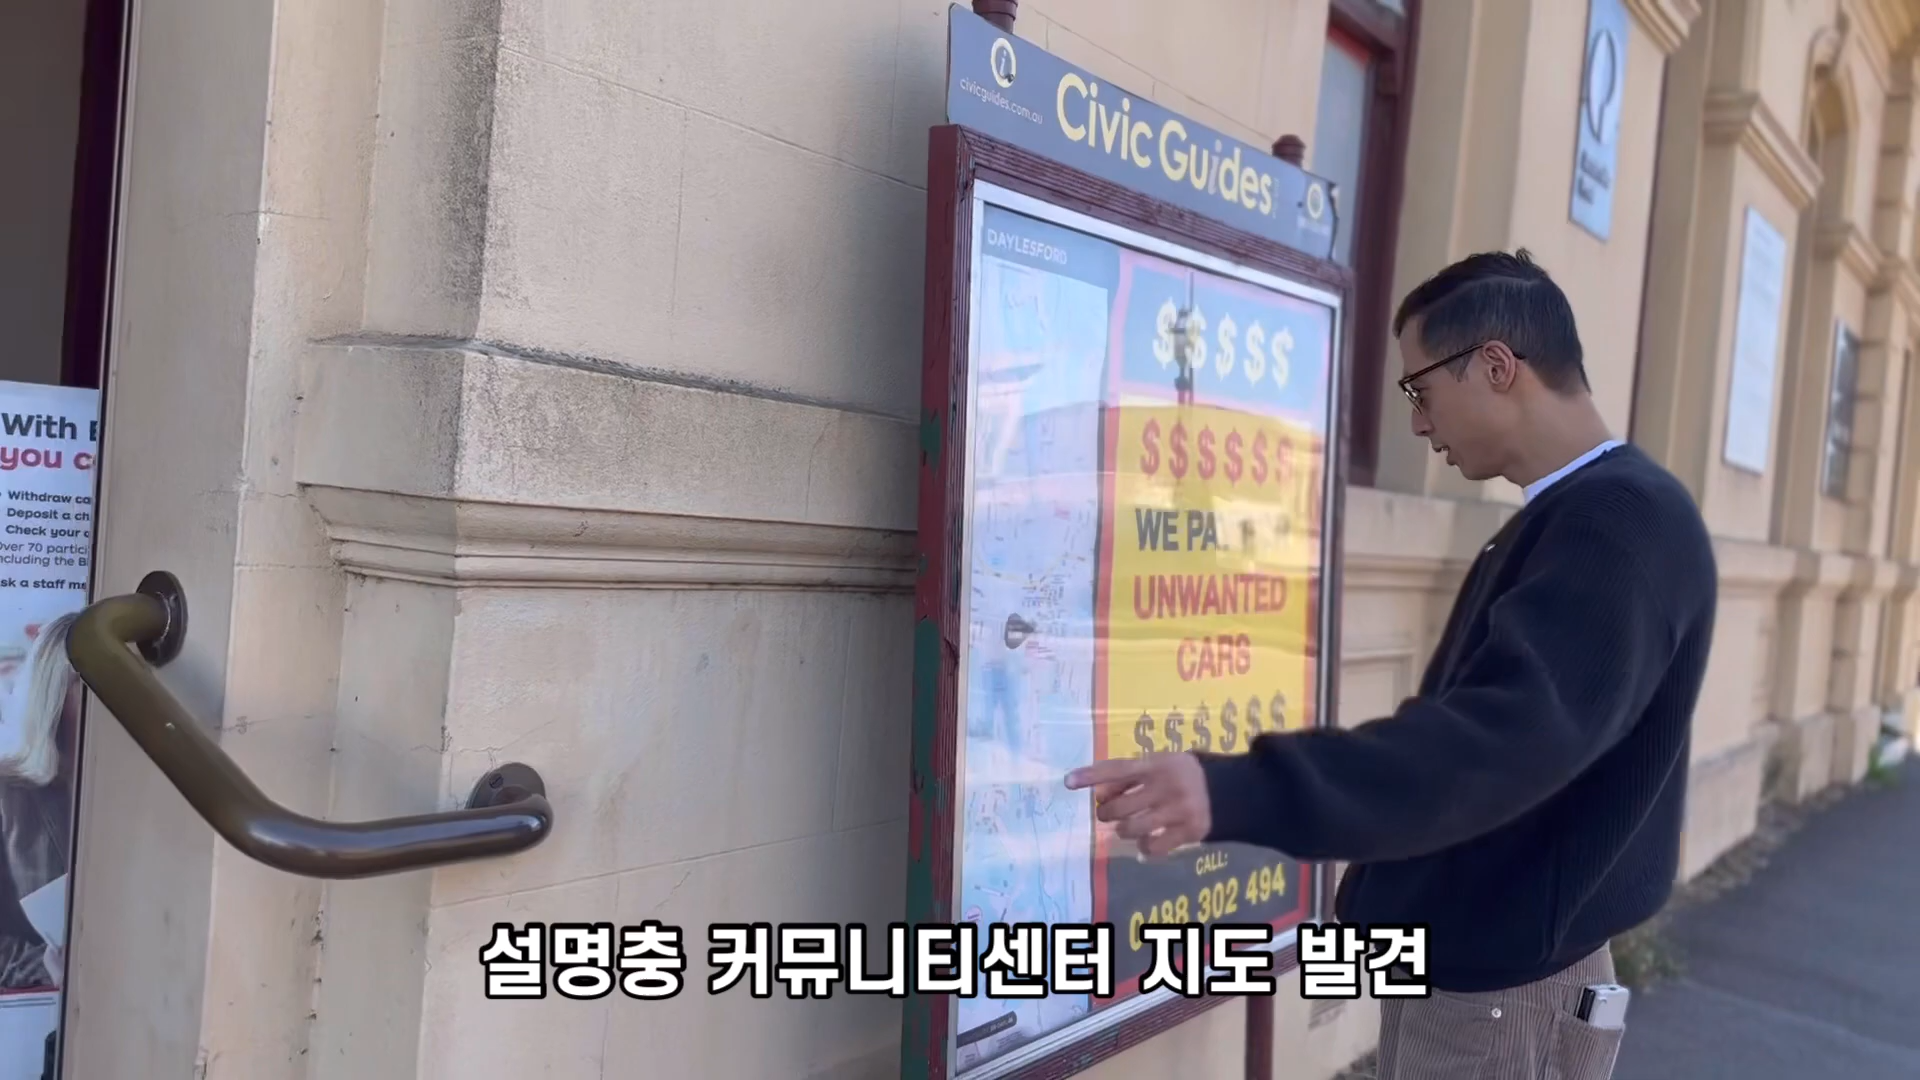 civicguides.com.au
Civic Guides
DAYLESFORD
$$$$$
$$$$$$
WE PA
UNWANTED
CARS
$$$$$$
CALL:
0488 302 494
With
you c
Withdraw ca
Deposit a ch
Check your
Over 70 partici
including the B
sk a staff me
설명충 커뮤니티센터 지도 발견